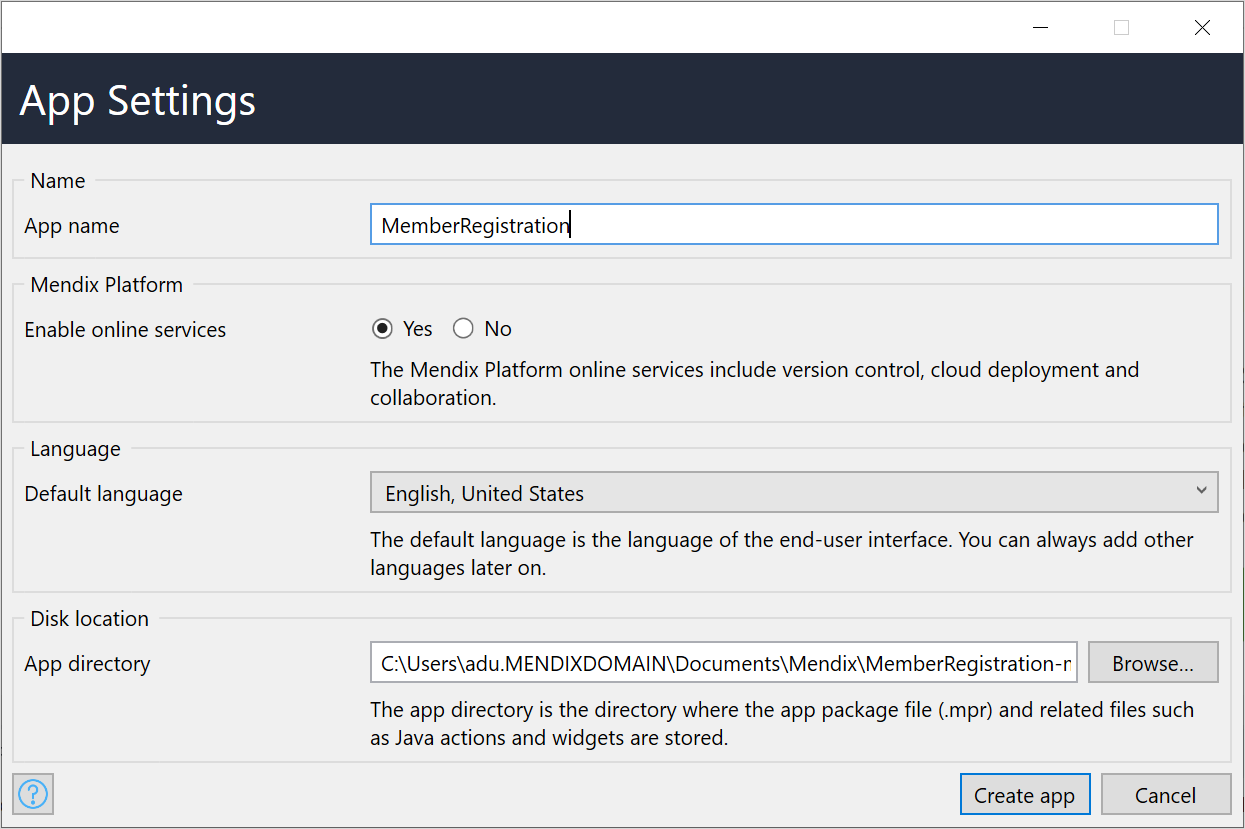 App Settings
Name
App name
MemberRegistration
Mendix Platform
Enable online services
Yes
No
The Mendix Platform online services include version control, cloud deployment and
collaboration.
Language
Default language
English, United States
The default language is the language of the end-user interface. You can always add other
languages later on.
Disk location
App directory
C:\Users\adu.MENDIXDOMAIN\Documents\Mendix\MemberRegistration-
Browse...
The app directory is the directory where the app package file (.mpr) and related files such
as Java actions and widgets are stored.
?
Create app
Cancel